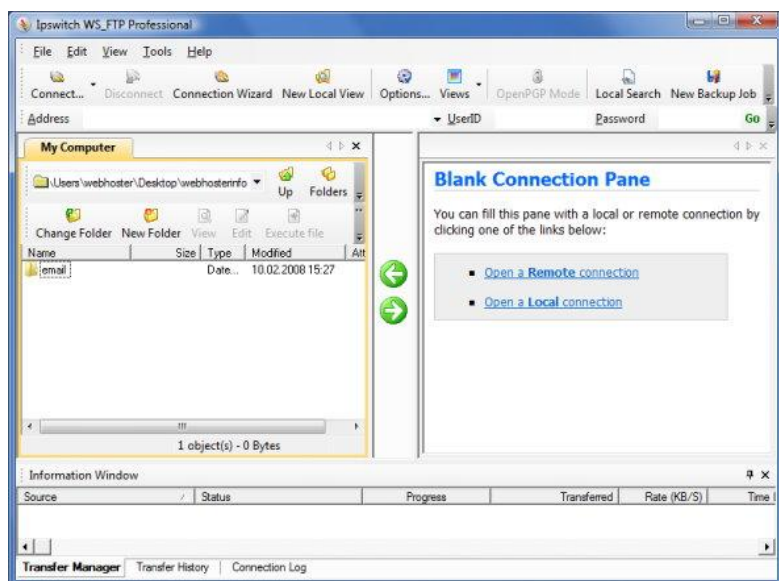 Ipswitch WS_FTP Professional
File Edit View Tools Help
Connect... Disconnect Connection Wizard New Local View Options... Views OpenPGP Mode Local Search New Backup Job
Address UserID Password Go
My Computer
\Users\webhoster\Desktop\webhosterinfo Up Folders
Change Folder New Folder View Edit Execute file
Name Size Type Modified Att
email Date... 10.02.2008 15:27
1 object(s) - 0 Bytes
Blank Connection Pane
You can fill this pane with a local or remote connection by
clicking one of the links below:
Open a Remote connection
Open a Local connection
Information Window
Source Status Progress Transferred Rate (KB/S) Time
Transfer Manager Transfer History Connection Log